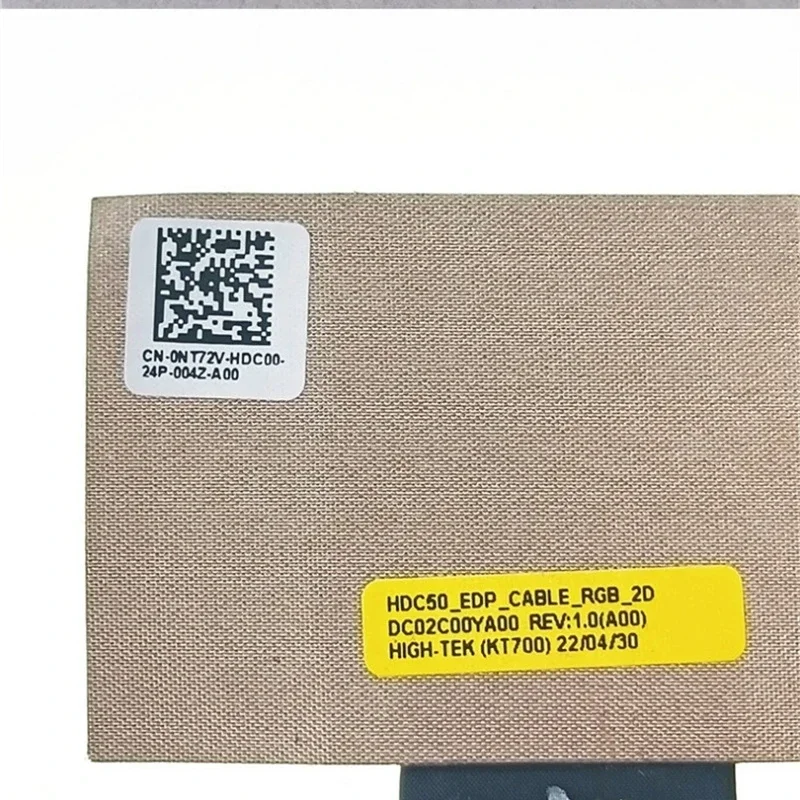 CN-0NT72V-HDC00-
24P-004Z-A00
HDC50_EDP_CABLE_RGB_2D
DC02C00YA00 REV:1.0(A00)
HIGH-TEK (KT700) 22/04/30